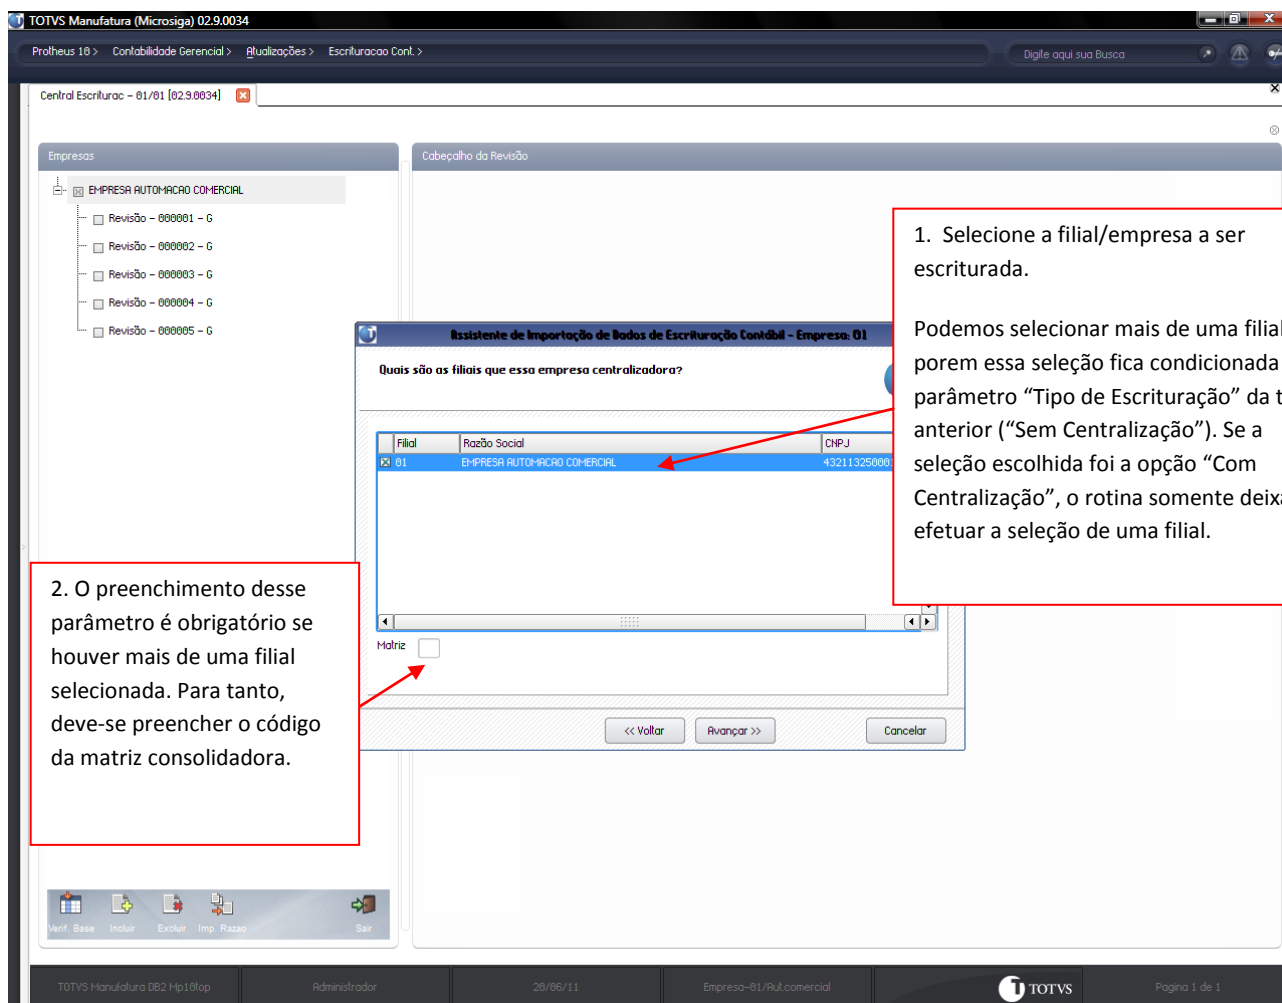 TOTVS Manufatura (Microsiga) 02.9.0034
Protheus 10 > Contabilidade Gerencial > Atualizações > Escrituracao Cont. >
Digite aqui sua Busca
Central Escriturac - 01/01 [02.9.0034]
Empresas
Cabeçalho da Revisão
EMPRESA AUTOMACAO COMERCIAL
Revisão - 000001 - G
Revisão - 000002 - G
Revisão - 000003 - G
Revisão - 000004 - G
Revisão - 000005 - G
1. Selecione a filial/empresa a ser
escriturada.
Podemos selecionar mais de uma filial
porem essa seleção fica condicionada
parâmetro “Tipo de Escrituração” da t
anterior (“Sem Centralização”). Se a
seleção escolhida foi a opção “Com
Centralização”, o rotina somente deixa
efetuar a seleção de uma filial.
Assistente de Importação de Dados de Escrituração Contábil - Empresa: 01
Quais são as filiais que essa empresa centralizadora?
Filial Razão Social CNPJ
01 EMPRESA AUTOMACAO COMERCIAL 43211325000
Matriz
<< Voltar Avançar >> Cancelar
2. O preenchimento desse
parâmetro é obrigatório se
houver mais de uma filial
selecionada. Para tanto,
deve-se preencher o código
da matriz consolidadora.
Verif. Base Incluir Excluir Imp. Razao Sair
TOTVS Manufatura DB2 Mp10top Administrador 20/06/11 Empresa-01/Aut.comercial TOTVS Pagina 1 de 1